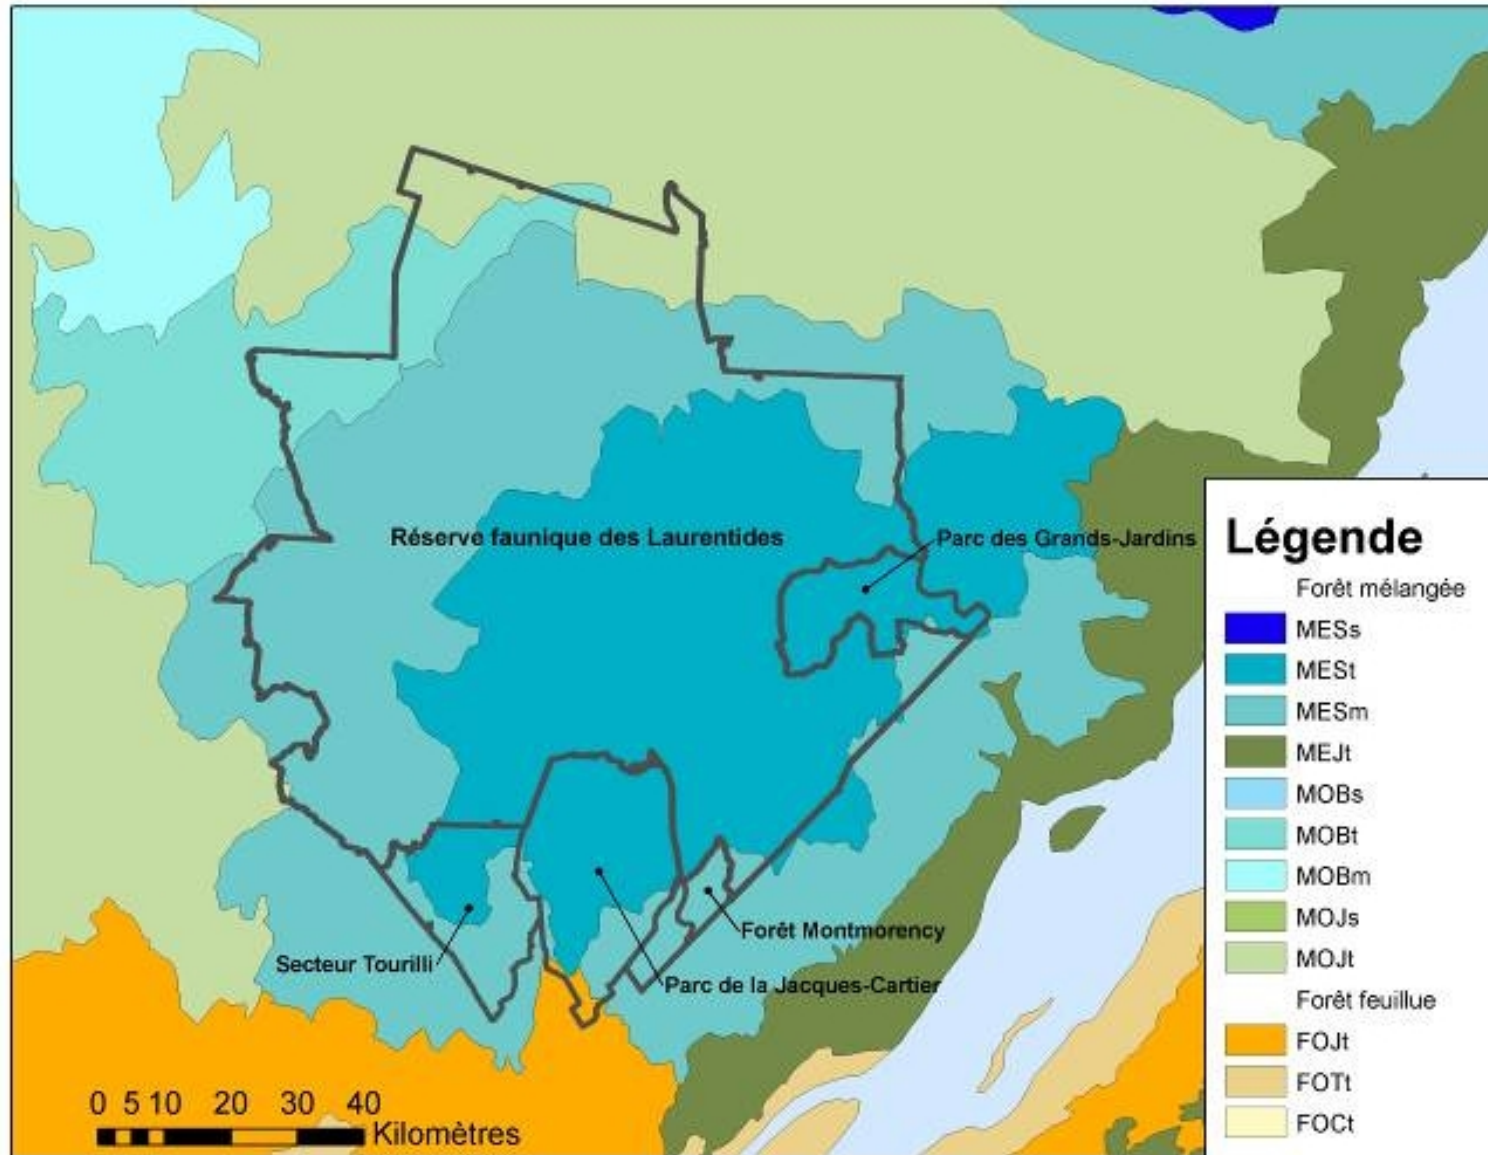 Réserve faunique des Laurentides
Parc des Grands-Jardins
Forêt Montmorency
Secteur Tourilli
Parc de la Jacques-Cartier
0 5 10 20 30 40
Kilomètres
Légende
Forêt mélangée
MESs
MESt
MESm
MEJt
MOBs
MOBt
MOBm
MOJs
MOJt
Forêt feuillue
FOJt
FOTt
FOCt